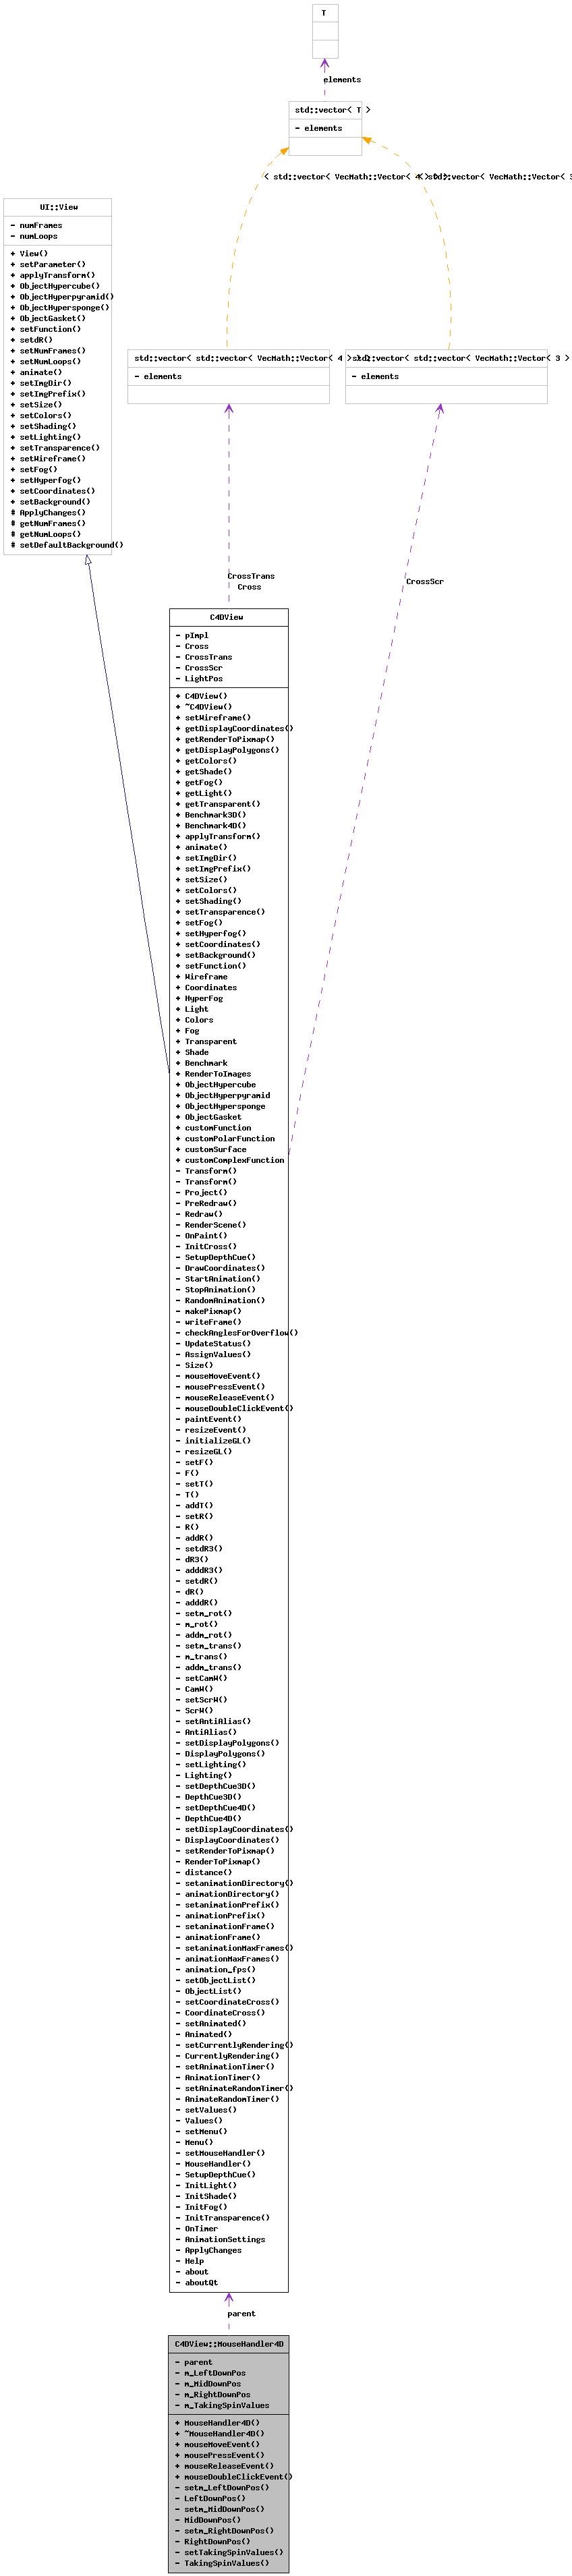 T
elements
std::vector< T >
- elements
< std::vector< VecMath::Vector< 4 > > >
< std::vector< VecMath::Vector< 3
UI::View
- numFrames
- numLoops
+ View()
+ setParameter()
+ applyTransform()
+ ObjectHypercube()
+ ObjectHyperpyramid()
+ ObjectHypersponge()
+ ObjectGasket()
+ setFunction()
+ setdR()
+ setNumFrames()
+ setNumLoops()
+ animate()
+ setImgDir()
+ setImgPrefix()
+ setSize()
+ setColors()
+ setShading()
+ setLighting()
+ setTransparence()
+ setWireframe()
+ setFog()
+ setHyperfog()
+ setCoordinates()
+ setBackground()
# ApplyChanges()
# getNumFrames()
# getNumLoops()
# setDefaultBackground()
std::vector< std::vector< VecMath::Vector< 4 > > >
- elements
std::vector< std::vector< VecMath::Vector< 3 >
- elements
CrossTrans
Cross
CrossScr
C4DView
- pImpl
- Cross
- CrossTrans
- CrossScr
- LightPos
+ C4DView()
+ ~C4DView()
+ setWireframe()
+ getDisplayCoordinates()
+ getRenderToPixmap()
+ getDisplayPolygons()
+ getColors()
+ getShade()
+ getFog()
+ getLight()
+ getTransparent()
+ Benchmark3D()
+ Benchmark4D()
+ applyTransform()
+ animate()
+ setImgDir()
+ setImgPrefix()
+ setSize()
+ setColors()
+ setShading()
+ setTransparence()
+ setFog()
+ setHyperfog()
+ setCoordinates()
+ setBackground()
+ setFunction()
+ Wireframe
+ Coordinates
+ HyperFog
+ Light
+ Colors
+ Fog
+ Transparent
+ Shade
+ Benchmark
+ RenderToImages
+ ObjectHypercube
+ ObjectHyperpyramid
+ ObjectHypersponge
+ ObjectGasket
+ customFunction
+ customPolarFunction
+ customSurface
+ customComplexFunction
- Transform()
- Transform()
- Project()
- PreRedraw()
- Redraw()
- RenderScene()
- OnPaint()
- InitCross()
- SetupDepthCue()
- DrawCoordinates()
- StartAnimation()
- StopAnimation()
- RandomAnimation()
- makePixmap()
- writeFrame()
- checkAnglesForOverflow()
- UpdateStatus()
- AssignValues()
- Size()
- mouseMoveEvent()
- mousePressEvent()
- mouseReleaseEvent()
- mouseDoubleClickEvent()
- paintEvent()
- resizeEvent()
- initializeGL()
- resizeGL()
- setF()
- F()
- setT()
- T()
- addT()
- setR()
- R()
- addR()
- setdR3()
- dR3()
- adddR3()
- setdR()
- dR()
- adddR()
- setm_rot()
- m_rot()
- addm_rot()
- setm_trans()
- m_trans()
- addm_trans()
- setCamW()
- CamW()
- setScrW()
- ScrW()
- setAntiAlias()
- AntiAlias()
- setDisplayPolygons()
- DisplayPolygons()
- setLighting()
- Lighting()
- setDepthCue3D()
- DepthCue3D()
- setDepthCue4D()
- DepthCue4D()
- setDisplayCoordinates()
- DisplayCoordinates()
- setRenderToPixmap()
- RenderToPixmap()
- distance()
- setanimationDirectory()
- animationDirectory()
- setanimationPrefix()
- animationPrefix()
- setanimationFrame()
- animationFrame()
- setanimationMaxFrames()
- animationMaxFrames()
- animation_fps()
- setObjectList()
- ObjectList()
- setCoordinateCross()
- CoordinateCross()
- setAnimated()
- Animated()
- setCurrentlyRendering()
- CurrentlyRendering()
- setAnimationTimer()
- AnimationTimer()
- setAnimateRandomTimer()
- AnimateRandomTimer()
- setValues()
- Values()
- setMenu()
- Menu()
- setMouseHandler()
- MouseHandler()
- SetupDepthCue()
- InitLight()
- InitShade()
- InitFog()
- InitTransparence()
- OnTimer
- AnimationSettings
- ApplyChanges
- Help
- about
- aboutQt
parent
C4DView::MouseHandler4D
- parent
- m_LeftDownPos
- m_MidDownPos
- m_RightDownPos
- m_TakingSpinValues
+ MouseHandler4D()
+ ~MouseHandler4D()
+ mouseMoveEvent()
+ mousePressEvent()
+ mouseReleaseEvent()
+ mouseDoubleClickEvent()
- setm_LeftDownPos()
- LeftDownPos()
- setm_MidDownPos()
- MidDownPos()
- setm_RightDownPos()
- RightDownPos()
- setTakingSpinValues()
- TakingSpinValues()